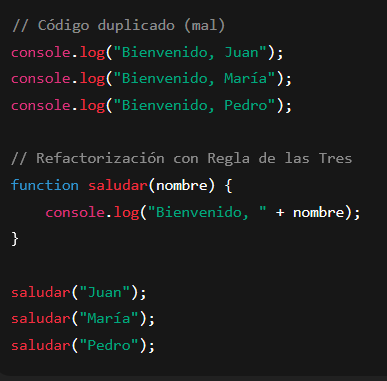 // Código duplicado (mal)
console.log("Bienvenido, Juan");
console.log("Bienvenido, María");
console.log("Bienvenido, Pedro");
// Refactorización con Regla de las Tres
function saludar(nombre) {
    console.log("Bienvenido, " + nombre);
}
saludar("Juan");
saludar("María");
saludar("Pedro");